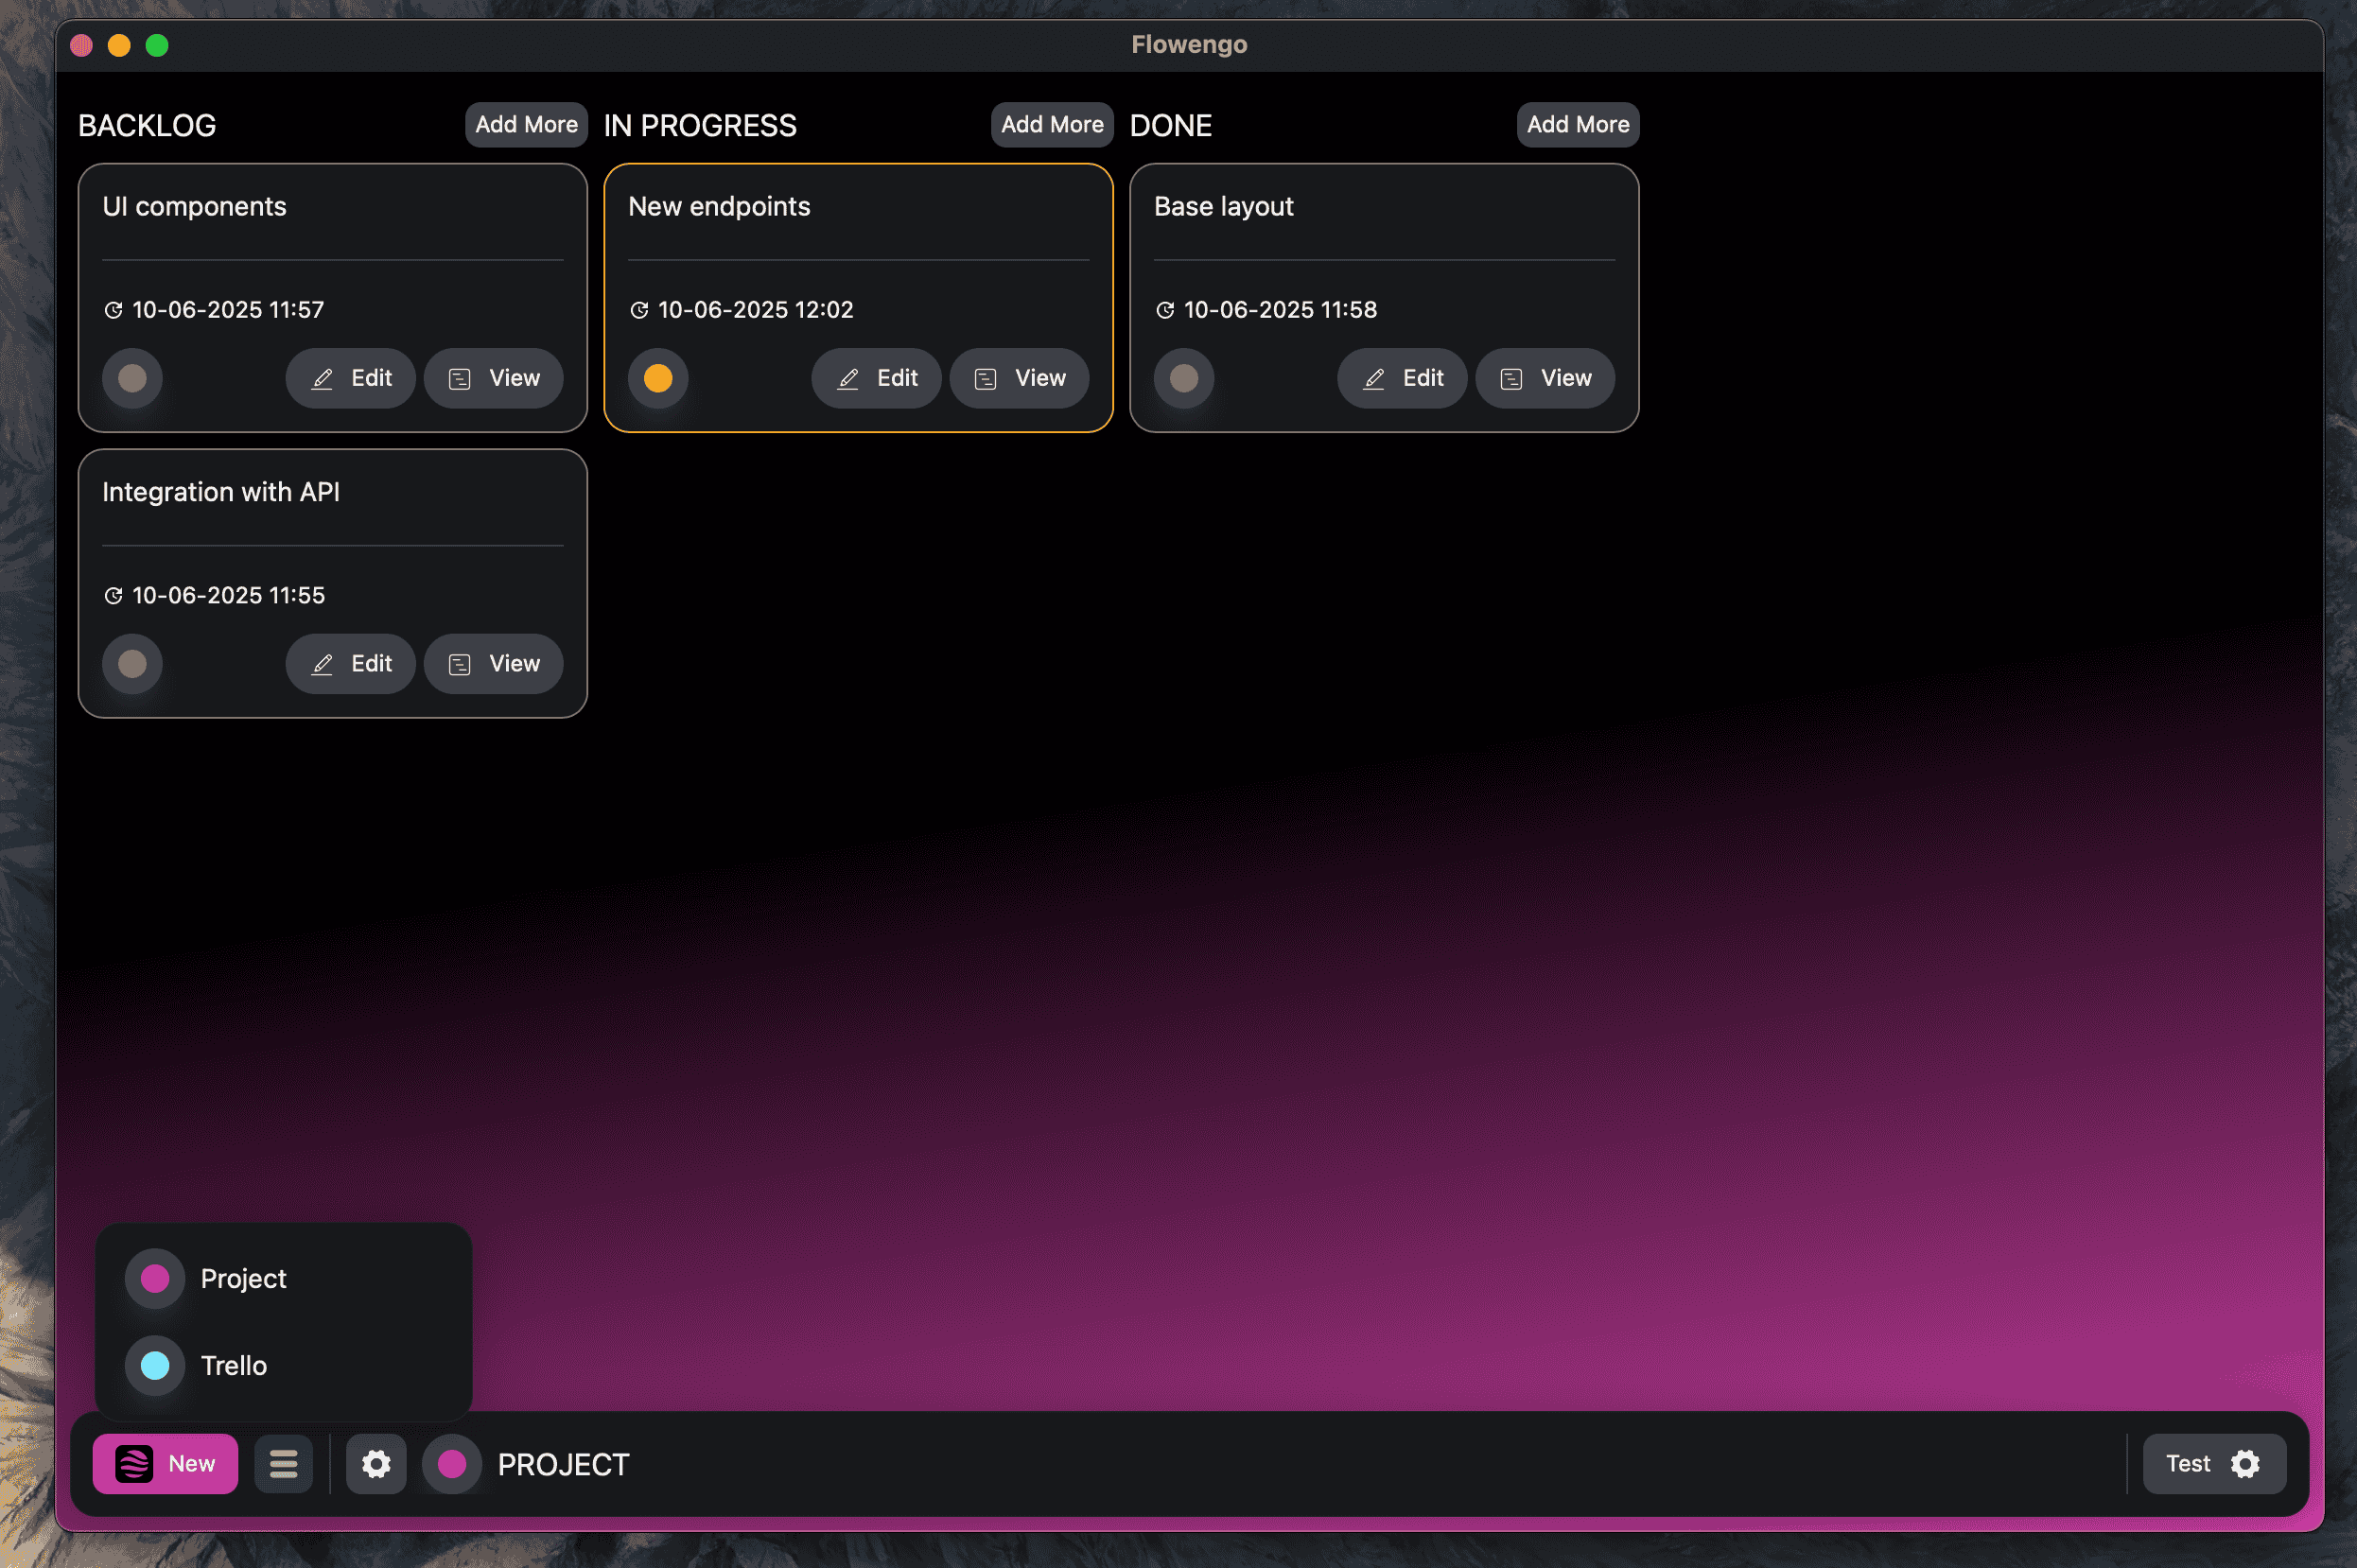 Flowengo
BACKLOG
Add More
IN PROGRESS
Add More
DONE
Add More
UI components
10-06-2025 11:57
Edit
View
New endpoints
10-06-2025 12:02
Edit
View
Base layout
10-06-2025 11:58
Edit
View
Integration with API
10-06-2025 11:55
Edit
View
Project
Trello
New
PROJECT
Test